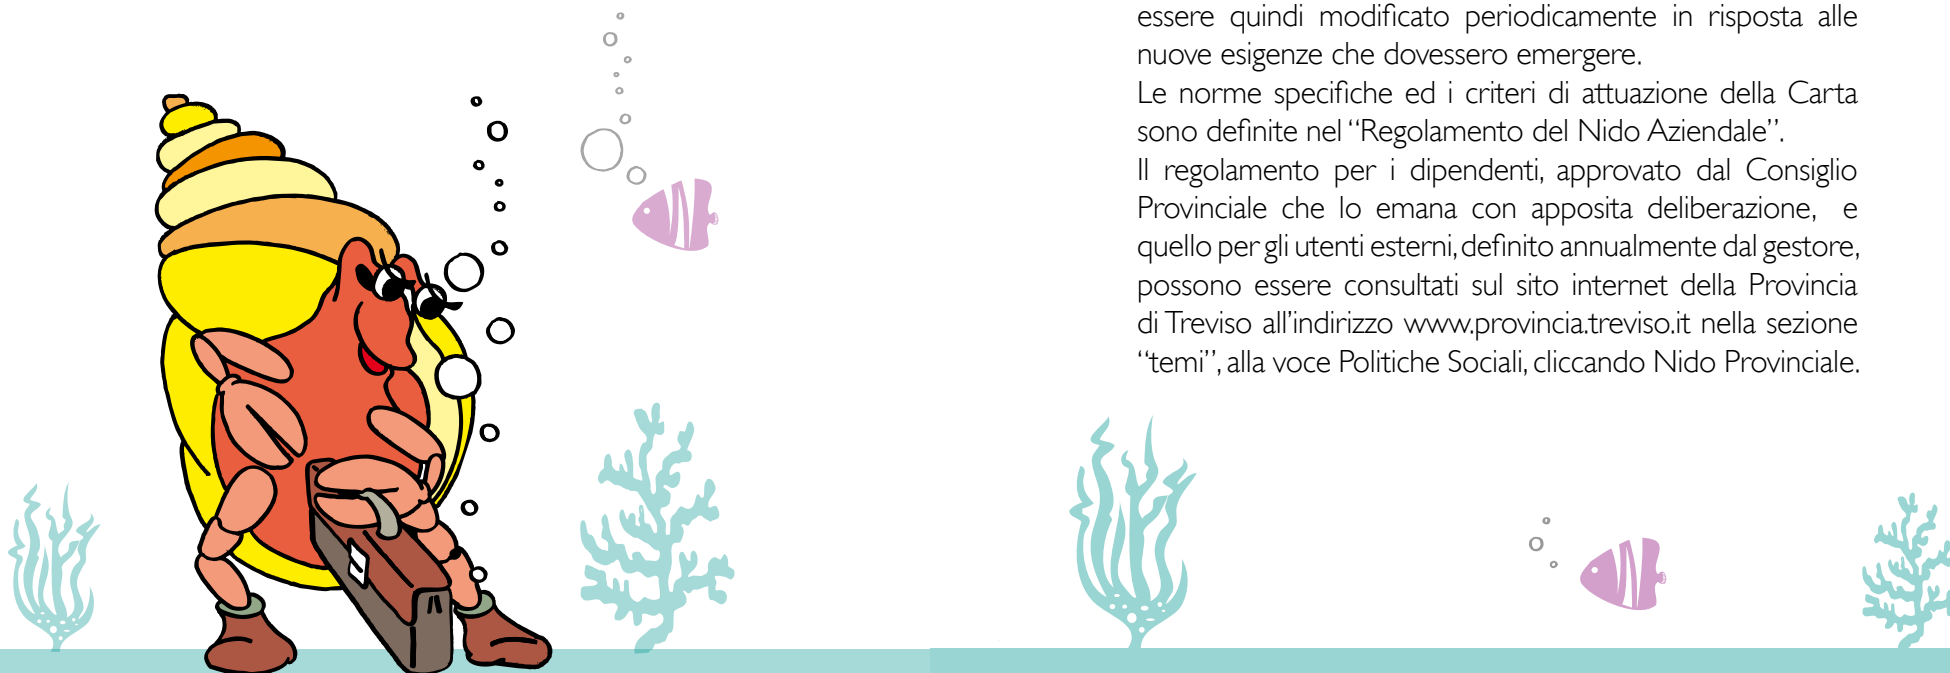 essere quindi modificato periodicamente in risposta alle
nuove esigenze che dovessero emergere.
Le norme specifiche ed i criteri di attuazione della Carta
sono definite nel “Regolamento del Nido Aziendale”.
Il regolamento per i dipendenti, approvato dal Consiglio
Provinciale che lo emana con apposita deliberazione, e
quello per gli utenti esterni, definito annualmente dal gestore,
possono essere consultati sul sito internet della Provincia
di Treviso all’indirizzo www.provincia.treviso.it nella sezione
“temi”, alla voce Politiche Sociali, cliccando Nido Provinciale.